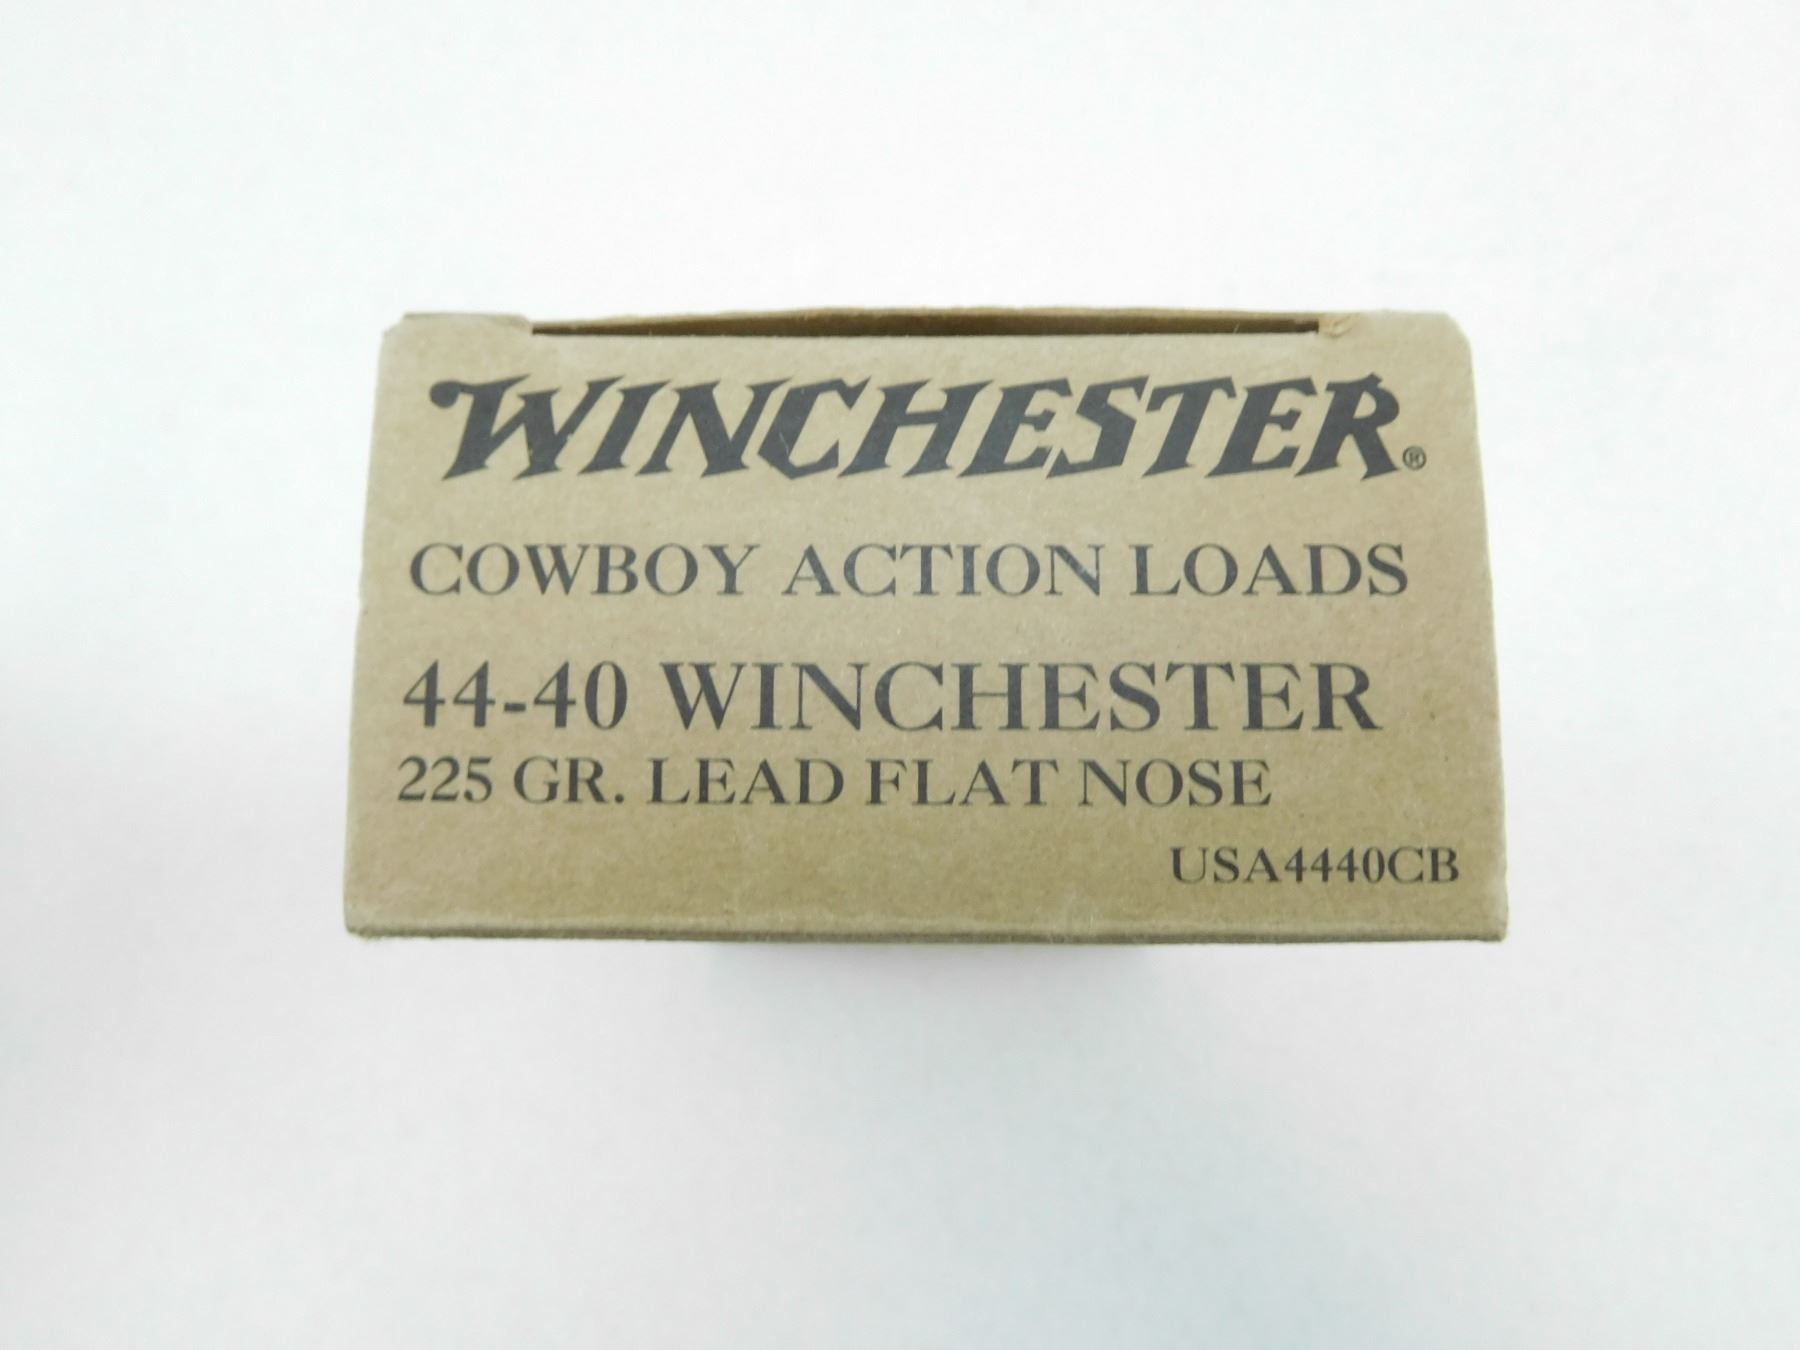 WINCHESTER®
COWBOY ACTION LOADS
44-40 WINCHESTER
225 GR. LEAD FLAT NOSE
USA4440CB